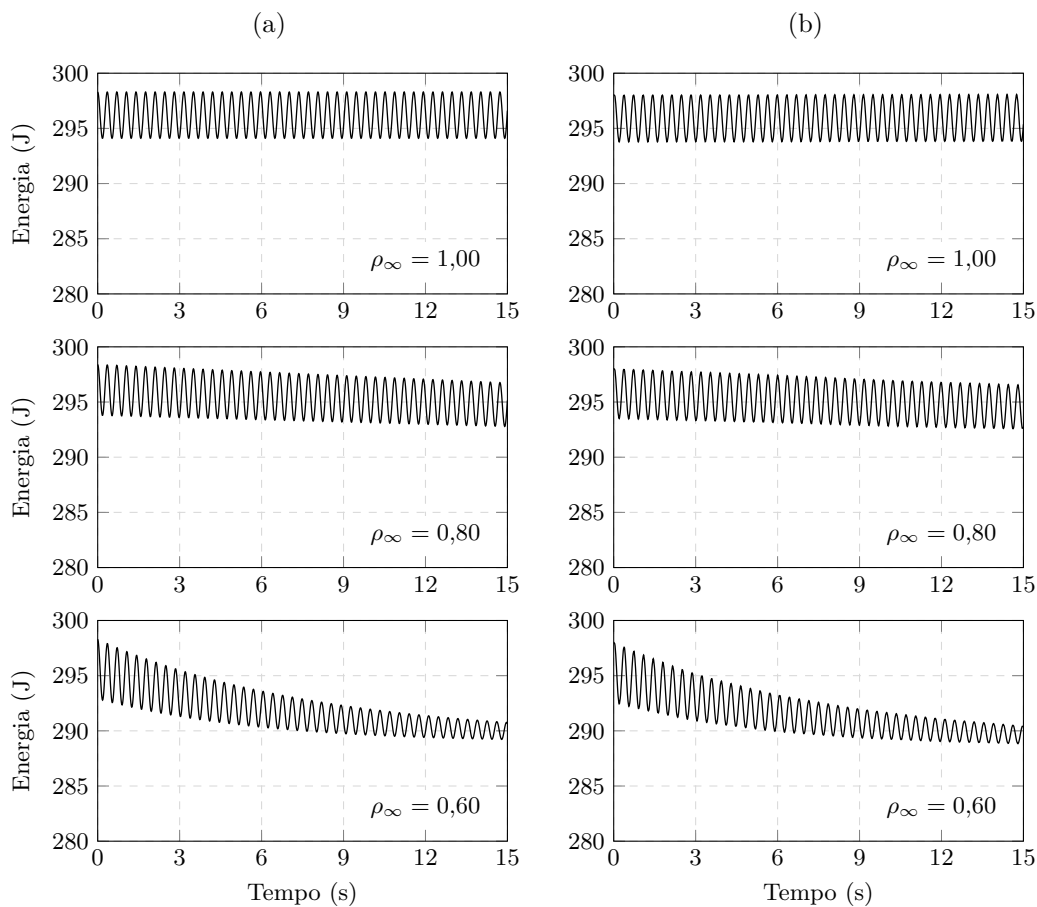 (a)
(b)
300
295
290
285
280
Energia (J)
ρ∞ = 1,00
0 3 6 9 12 15
300
295
290
285
280
ρ∞ = 1,00
0 3 6 9 12 15
300
295
290
285
280
Energia (J)
ρ∞ = 0,80
0 3 6 9 12 15
300
295
290
285
280
ρ∞ = 0,80
0 3 6 9 12 15
300
295
290
285
280
Energia (J)
ρ∞ = 0,60
0 3 6 9 12 15
Tempo (s)
300
295
290
285
280
ρ∞ = 0,60
0 3 6 9 12 15
Tempo (s)